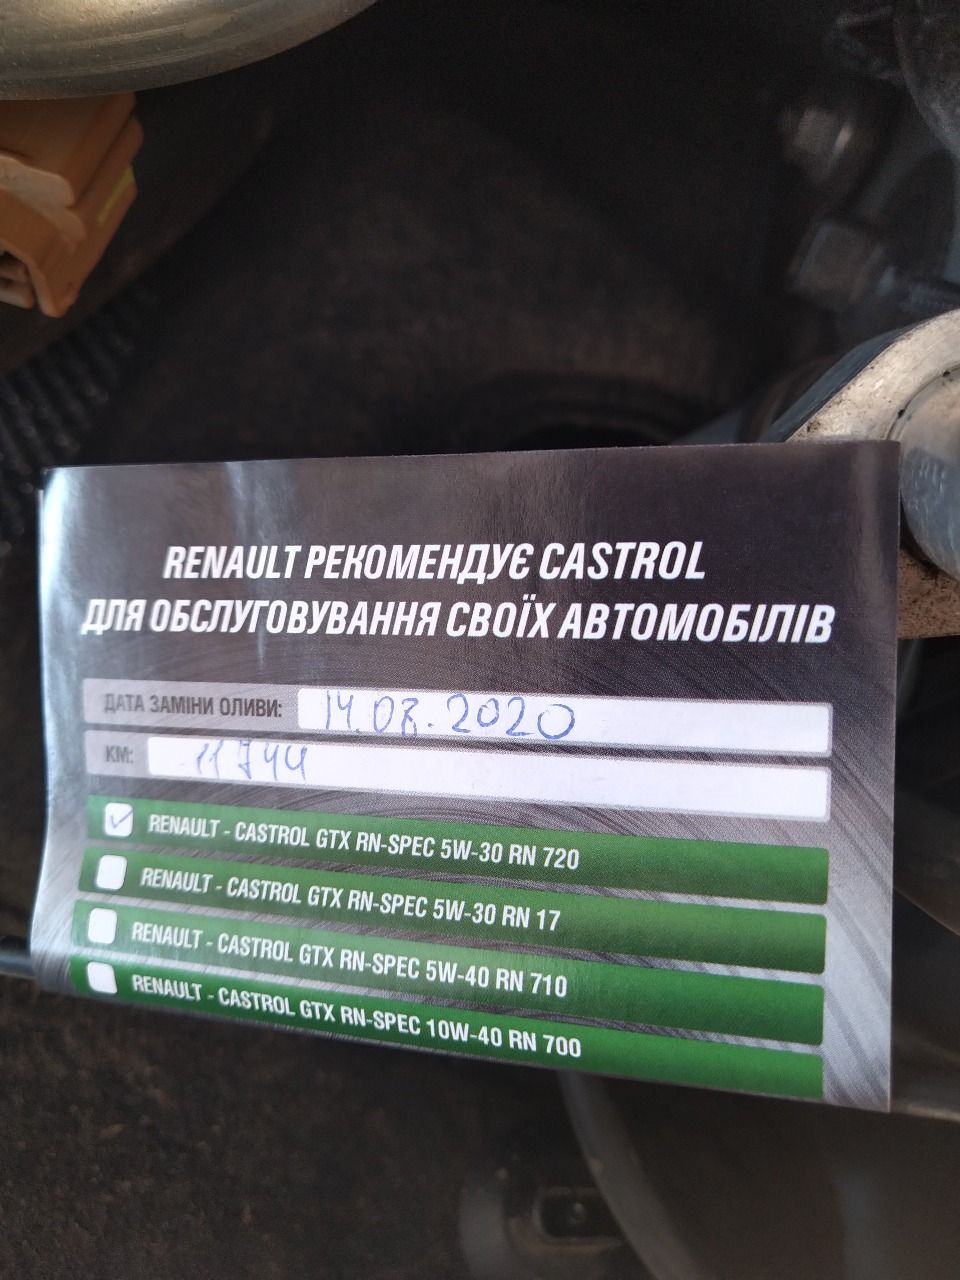 RENAULT РЕКОМЕНДУЄ CASTROL
ДЛЯ ОБСЛУГОВУВАННЯ СВОЇХ АВТОМОБІЛІВ
ДАТА ЗАМІНИ ОЛИВИ: 14.08.2020
КМ: 11744
RENAULT - CASTROL GTX RN-SPEC 5W-30 RN 720
RENAULT - CASTROL GTX RN-SPEC 5W-30 RN 17
RENAULT - CASTROL GTX RN-SPEC 5W-40 RN 710
RENAULT - CASTROL GTX RN-SPEC 10W-40 RN 700